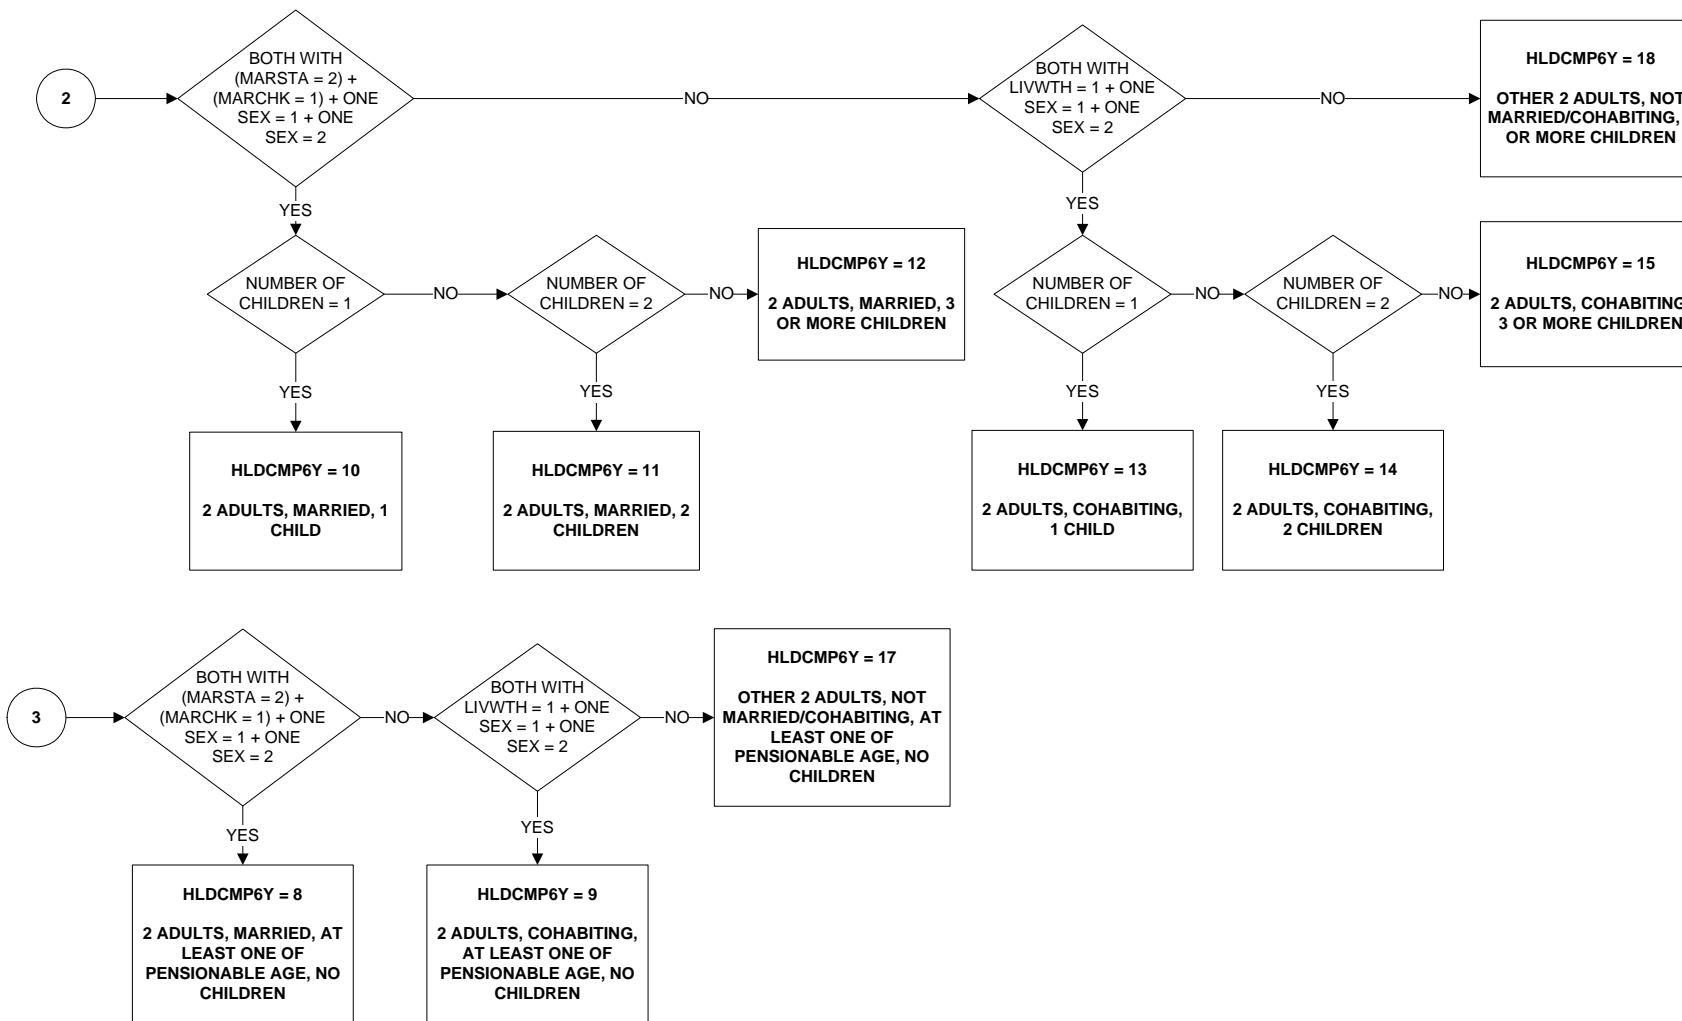 2
BOTH WITH
(MARSTA = 2) +
(MARCHK = 1) + ONE
SEX = 1 + ONE
SEX = 2
NO
BOTH WITH
LIVWTH = 1 + ONE
SEX = 1 + ONE
SEX = 2
NO
HLDCMP6Y = 18
OTHER 2 ADULTS, NOT
MARRIED/COHABITING,
OR MORE CHILDREN
YES
YES
NUMBER OF
CHILDREN = 1
NO
NUMBER OF
CHILDREN = 2
NO
HLDCMP6Y = 12
2 ADULTS, MARRIED, 3
OR MORE CHILDREN
NUMBER OF
CHILDREN = 1
NO
NUMBER OF
CHILDREN = 2
NO
HLDCMP6Y = 15
2 ADULTS, COHABITING
3 OR MORE CHILDREN
YES
YES
YES
YES
HLDCMP6Y = 10
2 ADULTS, MARRIED, 1
CHILD
HLDCMP6Y = 11
2 ADULTS, MARRIED, 2
CHILDREN
HLDCMP6Y = 13
2 ADULTS, COHABITING,
1 CHILD
HLDCMP6Y = 14
2 ADULTS, COHABITING,
2 CHILDREN
3
BOTH WITH
(MARSTA = 2) +
(MARCHK = 1) + ONE
SEX = 1 + ONE
SEX = 2
NO
BOTH WITH
LIVWTH = 1 + ONE
SEX = 1 + ONE
SEX = 2
NO
HLDCMP6Y = 17
OTHER 2 ADULTS, NOT
MARRIED/COHABITING, AT
LEAST ONE OF
PENSIONABLE AGE, NO
CHILDREN
YES
YES
HLDCMP6Y = 8
2 ADULTS, MARRIED, AT
LEAST ONE OF
PENSIONABLE AGE, NO
CHILDREN
HLDCMP6Y = 9
2 ADULTS, COHABITING,
AT LEAST ONE OF
PENSIONABLE AGE, NO
CHILDREN